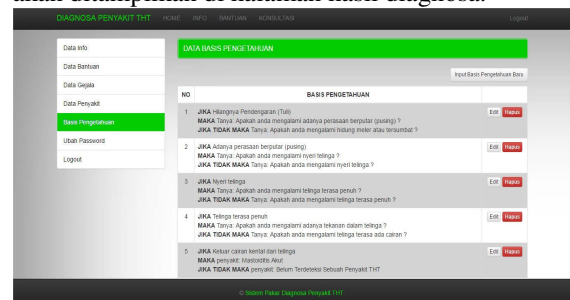 akan ditampilkan di halaman hasil diagnosa.
DIAGNOSA PENYAKIT THT HOME INFO BANTUAN KONSULTASI Logout
Data Info
Data Bantuan
Data Gejala
Data Penyakit
Basis Pengetahuan
Ubah Password
Logout
DATA BASIS PENGETAHUAN
Input Basis Pengetahuan Baru
NO BASIS PENGETAHUAN
1 JIKA Hilangnya Pendengaran (Tuli) Edit Hapus
MAKA Tanya: Apakah anda mengalami adanya perasaan berputar (pusing) ?
JIKA TIDAK MAKA Tanya: Apakah anda mengalami hidung meler atau tersumbat ?
2 JIKA Adanya perasaan berputar (pusing) Edit Hapus
MAKA Tanya: Apakah anda mengalami nyeri telinga ?
JIKA TIDAK MAKA Tanya: Apakah anda mengalami nyeri telinga ?
3 JIKA Nyeri telinga Edit Hapus
MAKA Tanya: Apakah anda mengalami telinga terasa penuh ?
JIKA TIDAK MAKA Tanya: Apakah anda mengalami telinga terasa penuh ?
4 JIKA Telinga terasa penuh Edit Hapus
MAKA Tanya: Apakah anda mengalami adanya tekanan dalam telinga ?
JIKA TIDAK MAKA Tanya: Apakah anda mengalami telinga terasa ada cairan ?
5 JIKA Keluar cairan kental dari telinga Edit Hapus
MAKA penyakit: Mastoiditis Akut
JIKA TIDAK MAKA penyakit: Belum Terdeteksi Sebuah Penyakit THT
© Sistem Pakar Diagnosa Penyakit THT